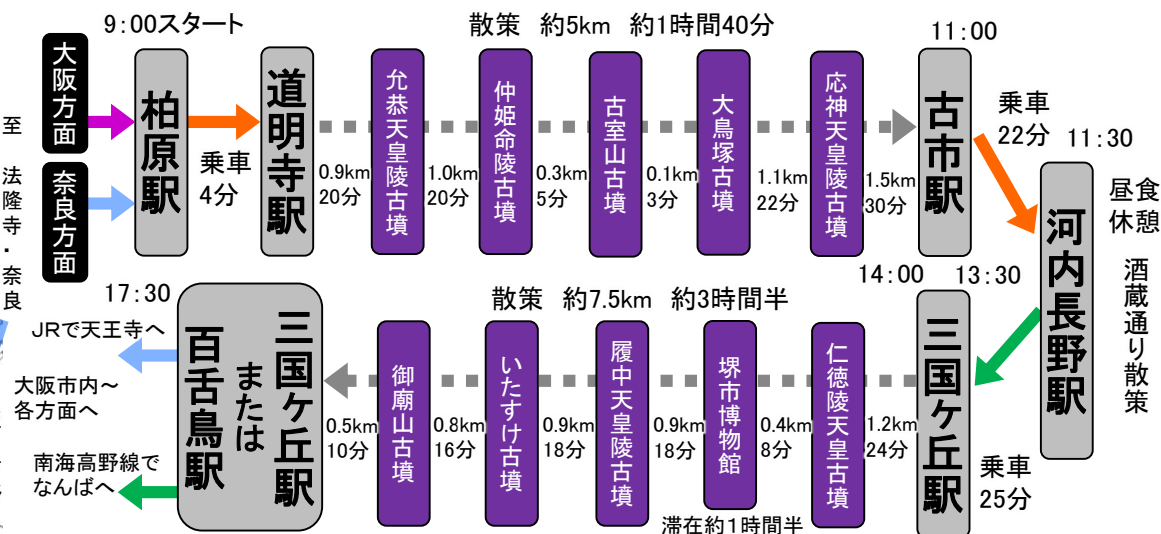 9:00スタート
散策 約5km 約1時間40分
11:00
大阪方面
奈良方面
至 法隆寺・奈良
柏原駅
乗車
4分
道明寺駅
0.9km
20分
允恭天皇陵古墳
1.0km
20分
仲姫命陵古墳
0.3km
5分
古室山古墳
0.1km
3分
大鳥塚古墳
1.1km
22分
応神天皇陵古墳
1.5km
30分
古市駅
乗車
22分
11:30
河内長野駅
昼食
休憩
酒蔵通り散策
13:30
乗車
25分
14:00
三国ヶ丘駅
散策 約7.5km 約3時間半
1.2km
24分
仁徳陵天皇古墳
0.4km
8分
堺市博物館
滞在約1時間半
0.9km
18分
履中天皇陵古墳
0.9km
18分
いたすけ古墳
0.8km
16分
御廟山古墳
0.5km
10分
17:30
三国ヶ丘駅
または
百舌鳥駅
JRで天王寺へ
大阪市内～
各方面へ
南海高野線で
なんばへ